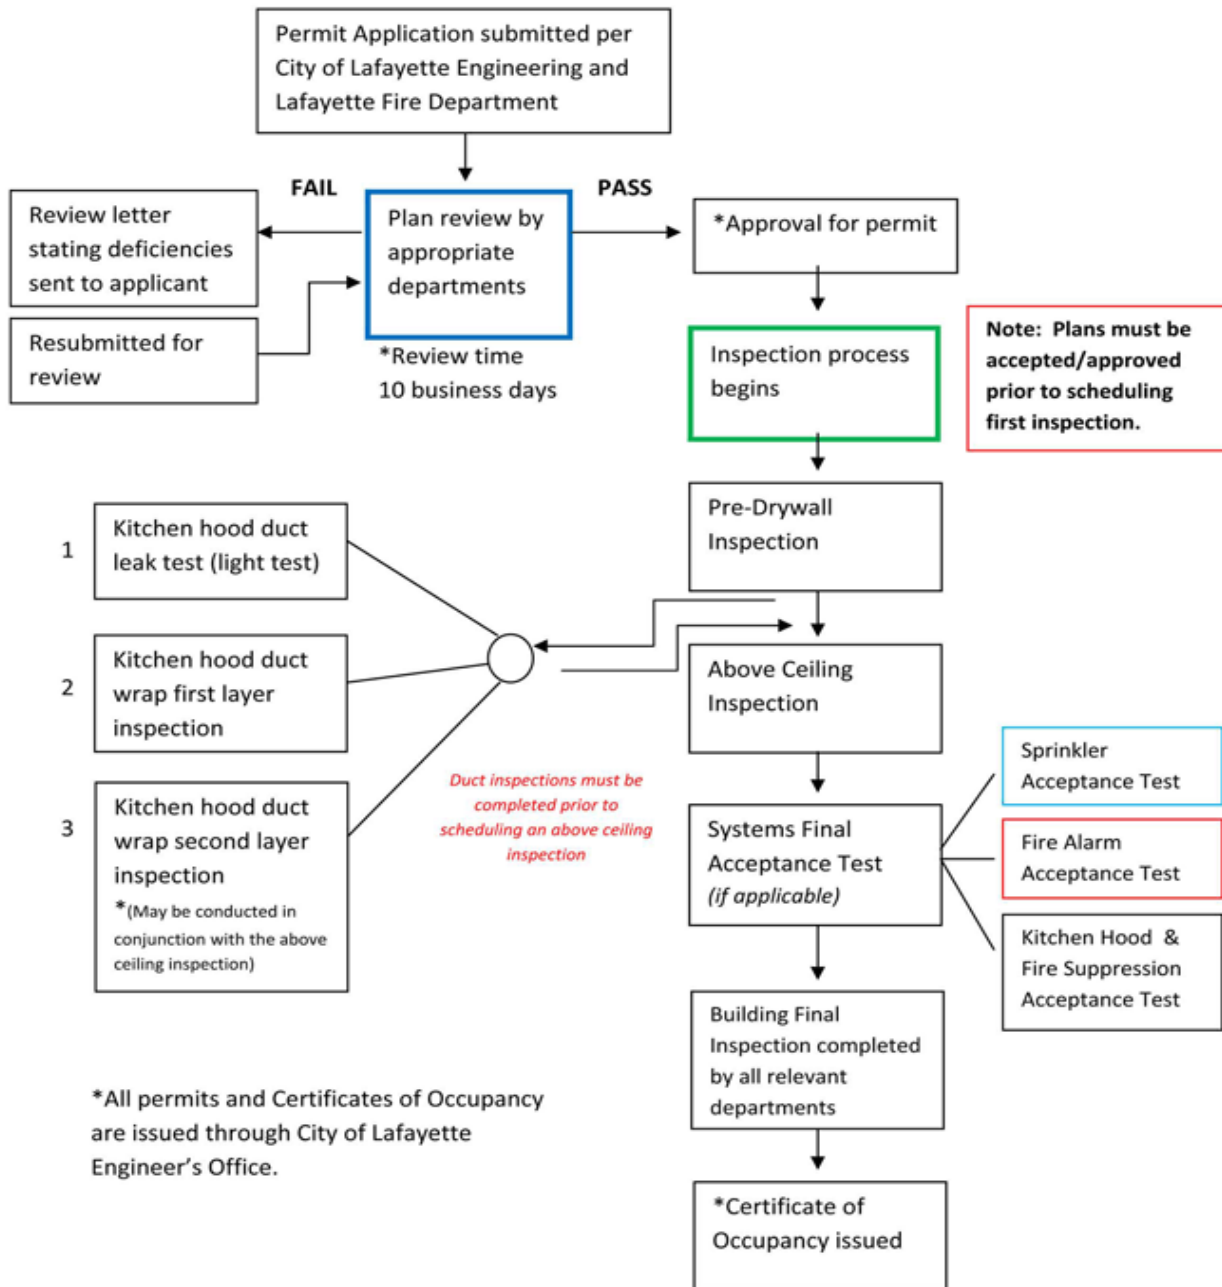 Permit Application submitted per
City of Lafayette Engineering and
Lafayette Fire Department
FAIL
PASS
Review letter
stating deficiencies
sent to applicant
Plan review by
appropriate
departments
*Approval for permit
Resubmitted for
review
*Review time
10 business days
Inspection process
begins
Note:  Plans must be
accepted/approved
prior to scheduling
first inspection.
Pre-Drywall
Inspection
1
Kitchen hood duct
leak test (light test)
2
Kitchen hood duct
wrap first layer
inspection
Above Ceiling
Inspection
3
Kitchen hood duct
wrap second layer
inspection
*(May be conducted in
conjunction with the above
ceiling inspection)
Duct inspections must be
completed prior to
scheduling an above ceiling
inspection
Systems Final
Acceptance Test
(if applicable)
Sprinkler
Acceptance Test
Fire Alarm
Acceptance Test
Kitchen Hood  &
Fire Suppression
Acceptance Test
Building Final
Inspection completed
by all relevant
departments
*All permits and Certificates of Occupancy
are issued through City of Lafayette
Engineer’s Office.
*Certificate of
Occupancy issued